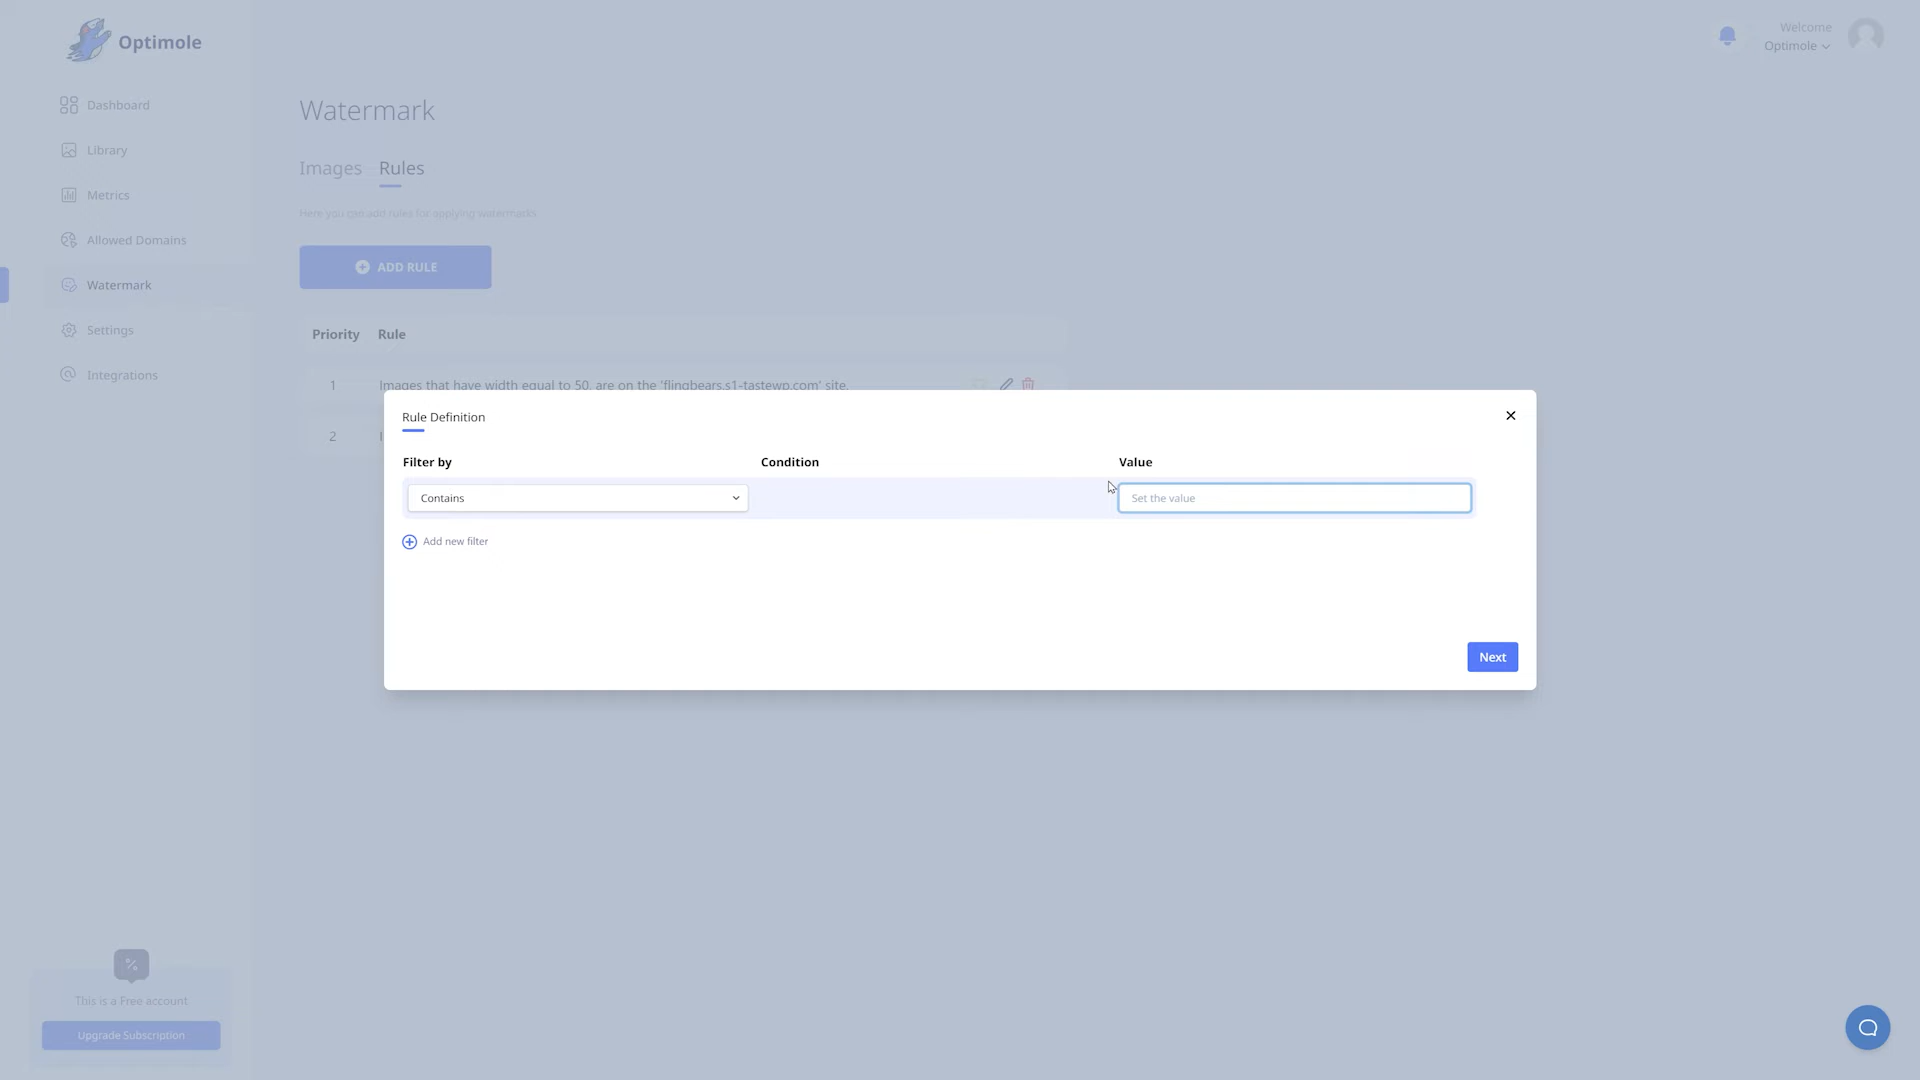 Optimole
Welcome
Optimole
Dashboard
Library
Metrics
Allowed Domains
Watermark
Settings
Integrations
Watermark
Images Rules
Here you can add rules for applying watermarks
ADD RULE
Priority Rule
1 Images that have width equal to 50, are on the 'flingbears.s1-tastewp.com' site.
2
Rule Definition
Filter by Condition Value
Contains Set the value
Add new filter
Next
This is a Free account
Upgrade Subscription